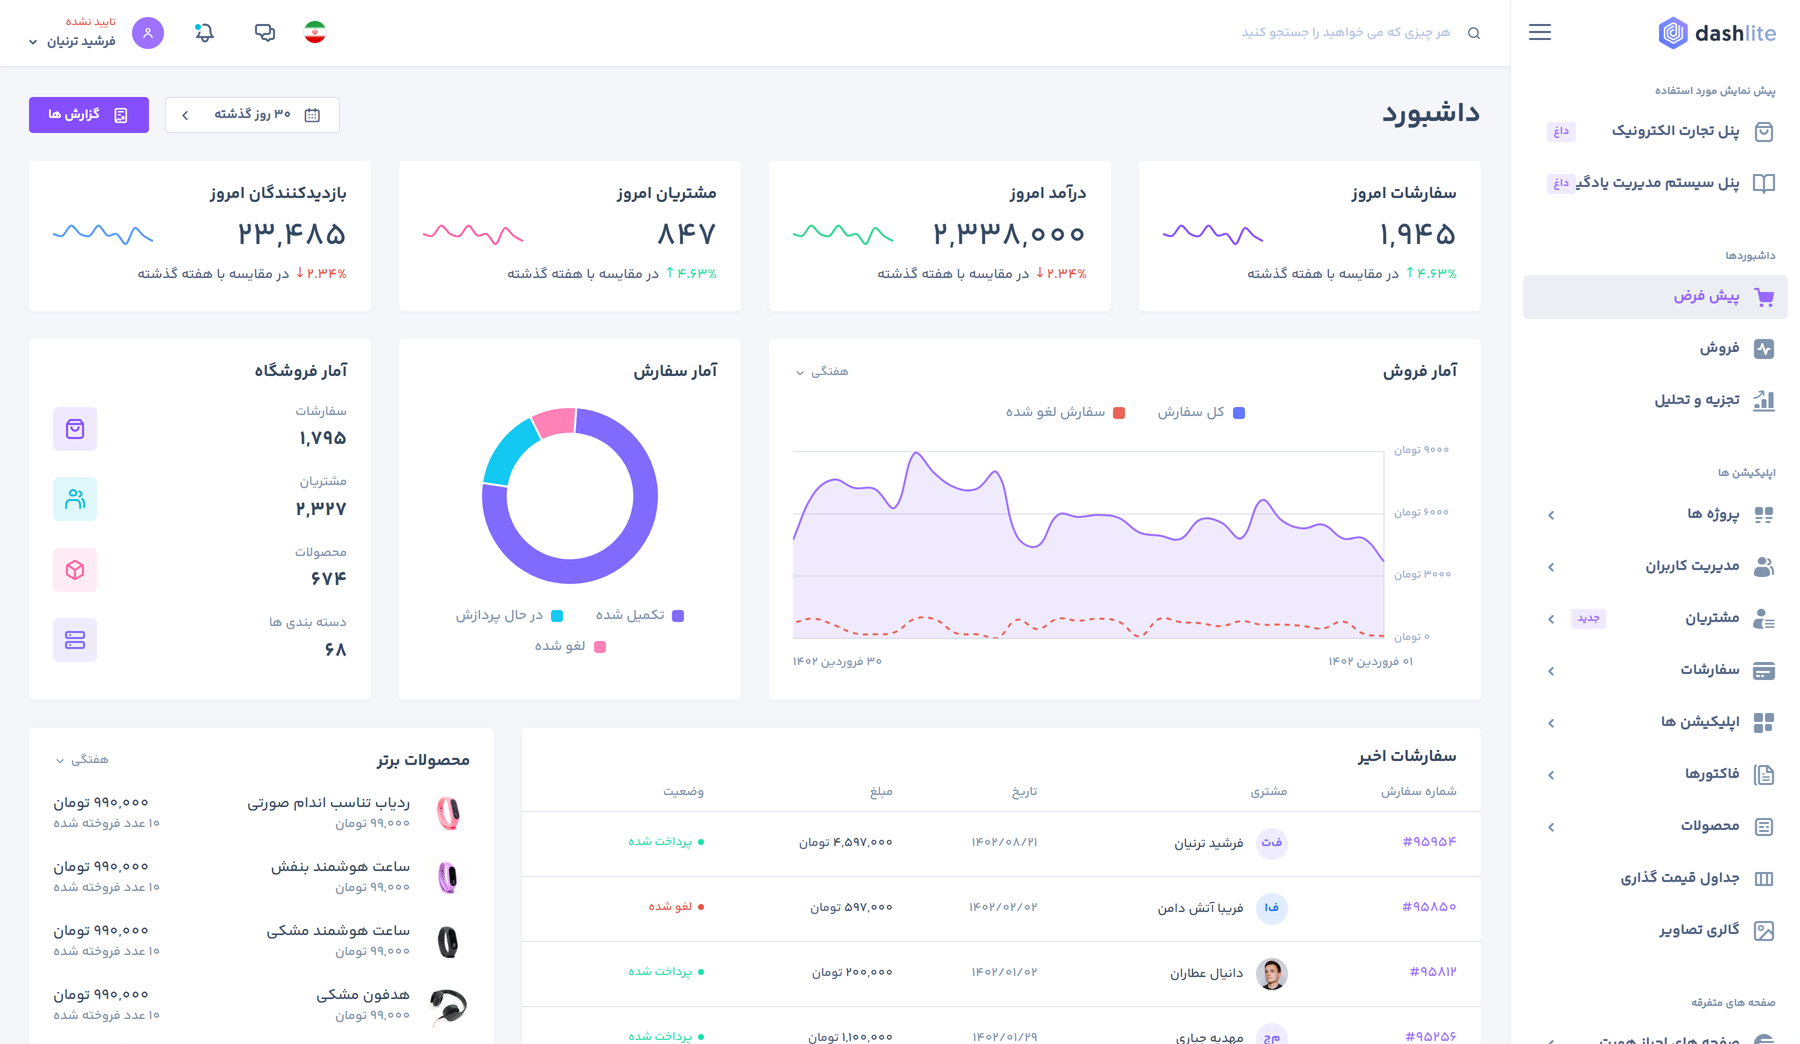 dashlite
هر چیزی که می خواهید را جستجو کنید
تایید نشده
فرشید ترنیان
پیش نمایش مورد استفاده
پنل تجارت الکترونیک
داغ
پنل سیستم مدیریت یادگی
داغ
داشبوردها
پیش فرض
فروش
تجزیه و تحلیل
اپلیکیشن ها
پروژه ها
مدیریت کاربران
مشتریان
جدید
سفارشات
اپلیکیشن ها
فاکتورها
محصولات
جداول قیمت گذاری
گالری تصاویر
صفحه های متفرقه
صفحه های احراز هویت
داشبورد
۳۰ روز گذشته
گزارش ها
سفارشات امروز
۱,۹۴۵
۴.۶۳% در مقایسه با هفته گذشته
درآمد امروز
۲,۳۳۸,۰۰۰
۲.۳۴% در مقایسه با هفته گذشته
مشتریان امروز
۸۴۷
۴.۶۳% در مقایسه با هفته گذشته
بازدیدکنندگان امروز
۲۳,۴۸۵
۲.۳۴% در مقایسه با هفته گذشته
آمار فروش
هفتگی
کل سفارش
سفارش لغو شده
۹۰۰۰ تومان
۶۰۰۰ تومان
۳۰۰۰ تومان
۰ تومان
۰۱ فروردین ۱۴۰۲
۳۰ فروردین ۱۴۰۲
آمار سفارش
تکمیل شده
در حال پردازش
لغو شده
آمار فروشگاه
سفارشات
۱,۷۹۵
مشتریان
۲,۳۲۷
محصولات
۶۷۴
دسته بندی ها
۶۸
سفارشات اخیر
شماره سفارش مشتری تاریخ مبلغ وضعیت
#۹۵۹۵۴ ف‌ت فرشید ترنیان ۱۴۰۲/۰۸/۲۱ ۴,۵۹۷,۰۰۰ تومان پرداخت شده
#۹۵۸۵۰ ف‌ا فریبا آتش دامن ۱۴۰۲/۰۲/۰۲ ۵۹۷,۰۰۰ تومان لغو شده
#۹۵۸۱۲ دانیال عطاران ۱۴۰۲/۰۱/۰۲ ۲۰۰,۰۰۰ تومان پرداخت شده
#۹۵۲۵۶ م‌ج مهدیه جباری ۱۴۰۲/۰۱/۲۹ ۱,۱۰۰,۰۰۰ تومان پرداخت شده
محصولات برتر
هفتگی
ردیاب تناسب اندام صورتی ۹۹۰,۰۰۰ تومان
۹۹,۰۰۰ تومان ۱۰ عدد فروخته شده
ساعت هوشمند بنفش ۹۹۰,۰۰۰ تومان
۹۹,۰۰۰ تومان ۱۰ عدد فروخته شده
ساعت هوشمند مشکی ۹۹۰,۰۰۰ تومان
۹۹,۰۰۰ تومان ۱۰ عدد فروخته شده
هدفون مشکی ۹۹۰,۰۰۰ تومان
۹۹,۰۰۰ تومان ۱۰ عدد فروخته شده